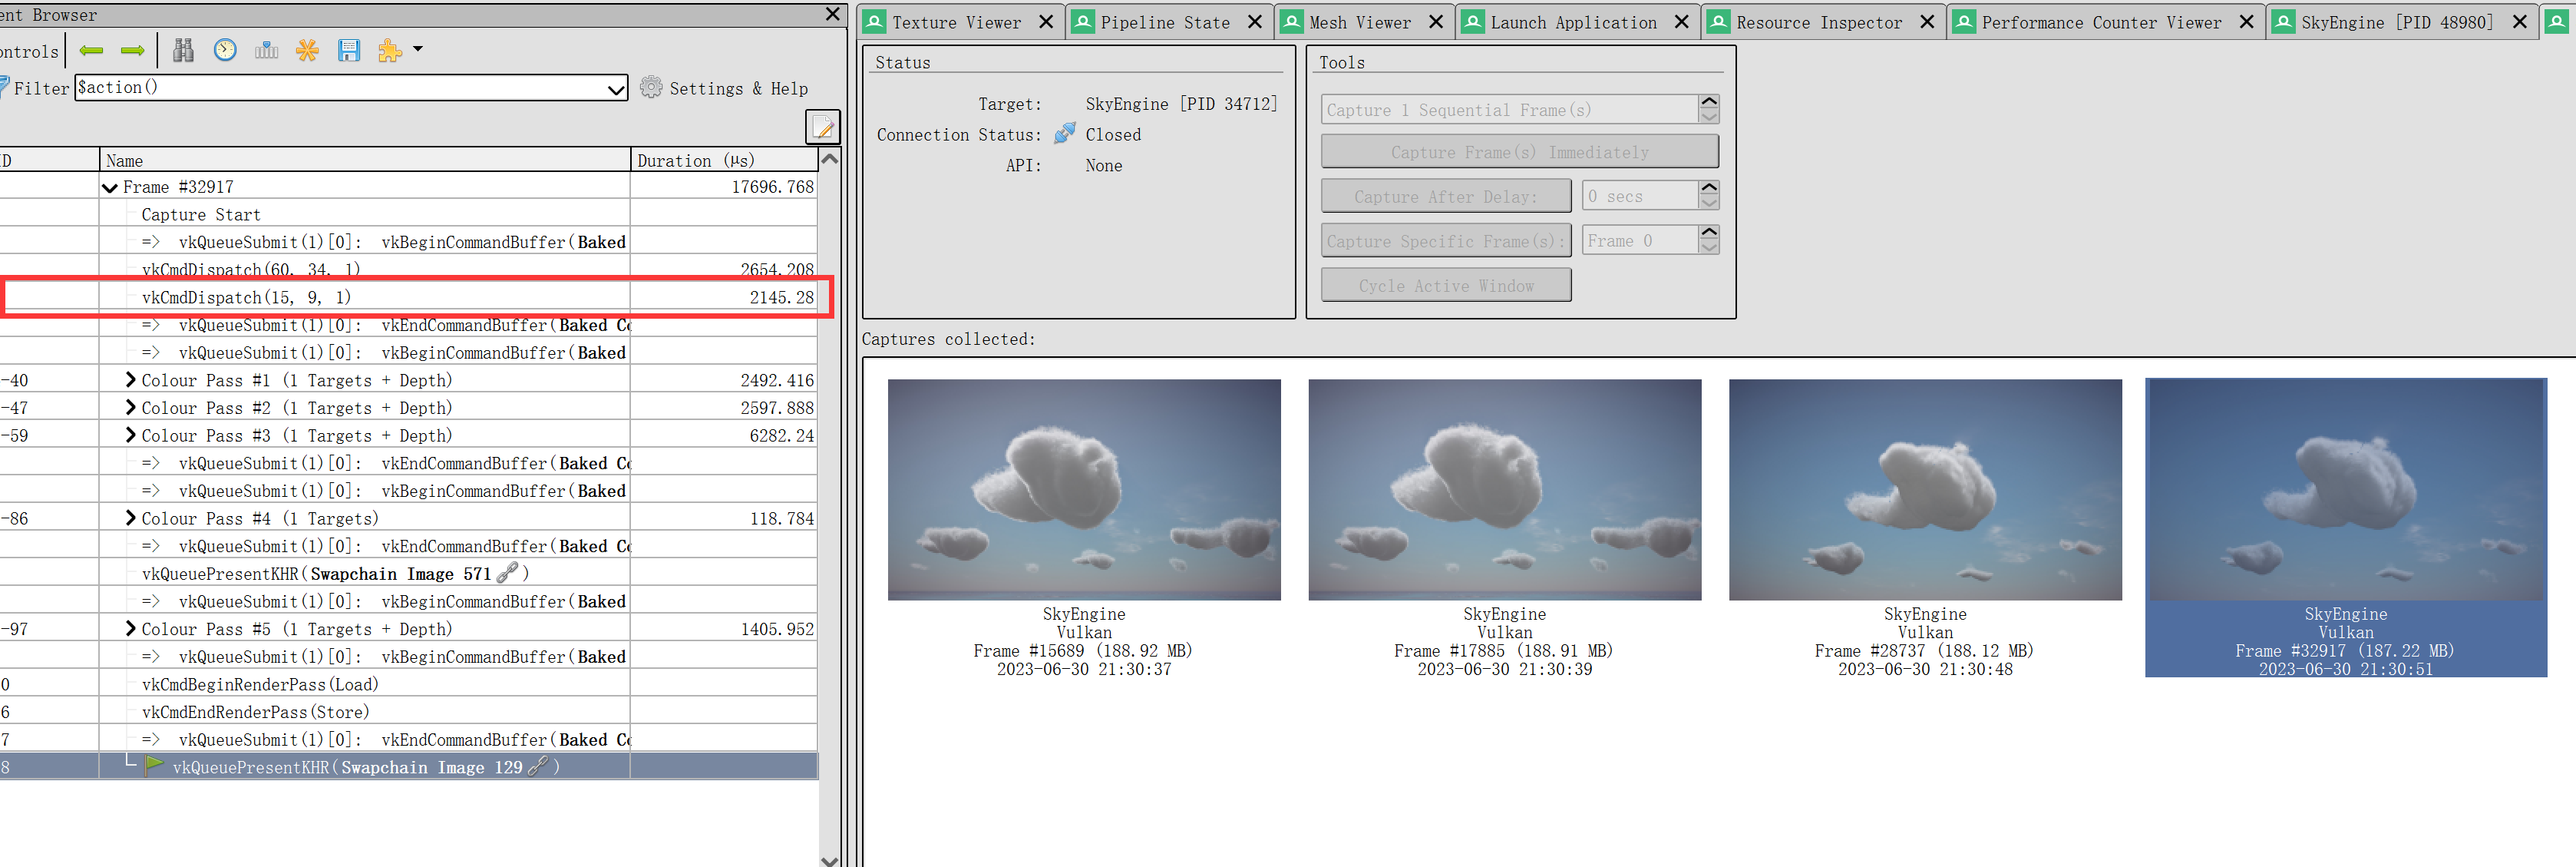 ent Browser
ontrols
Filter $action() Settings & Help
ID Name Duration (μs)
Frame #32917 17696.768
Capture Start
=> vkQueueSubmit(1)[0]: vkBeginCommandBuffer(Baked
vkCmdDispatch(60, 34, 1) 2654.208
vkCmdDispatch(15, 9, 1) 2145.28
=> vkQueueSubmit(1)[0]: vkEndCommandBuffer(Baked Co
=> vkQueueSubmit(1)[0]: vkBeginCommandBuffer(Baked
-40 Colour Pass #1 (1 Targets + Depth) 2492.416
-47 Colour Pass #2 (1 Targets + Depth) 2597.888
-59 Colour Pass #3 (1 Targets + Depth) 6282.24
=> vkQueueSubmit(1)[0]: vkEndCommandBuffer(Baked Co
=> vkQueueSubmit(1)[0]: vkBeginCommandBuffer(Baked
-86 Colour Pass #4 (1 Targets) 118.784
=> vkQueueSubmit(1)[0]: vkEndCommandBuffer(Baked Co
vkQueuePresentKHR(Swapchain Image 571)
=> vkQueueSubmit(1)[0]: vkBeginCommandBuffer(Baked
-97 Colour Pass #5 (1 Targets + Depth) 1405.952
=> vkQueueSubmit(1)[0]: vkBeginCommandBuffer(Baked
0 vkCmdBeginRenderPass(Load)
6 vkCmdEndRenderPass(Store)
7 => vkQueueSubmit(1)[0]: vkEndCommandBuffer(Baked Co
8 vkQueuePresentKHR(Swapchain Image 129)
Texture Viewer Pipeline State Mesh Viewer Launch Application Resource Inspector Performance Counter Viewer SkyEngine [PID 48980]
Status
Target: SkyEngine [PID 34712]
Connection Status: Closed
API: None
Tools
Capture 1 Sequential Frame(s)
Capture Frame(s) Immediately
Capture After Delay: 0 secs
Capture Specific Frame(s): Frame 0
Cycle Active Window
Captures collected:
SkyEngine
Vulkan
Frame #15689 (188.92 MB)
2023-06-30 21:30:37
SkyEngine
Vulkan
Frame #17885 (188.91 MB)
2023-06-30 21:30:39
SkyEngine
Vulkan
Frame #28737 (188.12 MB)
2023-06-30 21:30:48
SkyEngine
Vulkan
Frame #32917 (187.22 MB)
2023-06-30 21:30:51